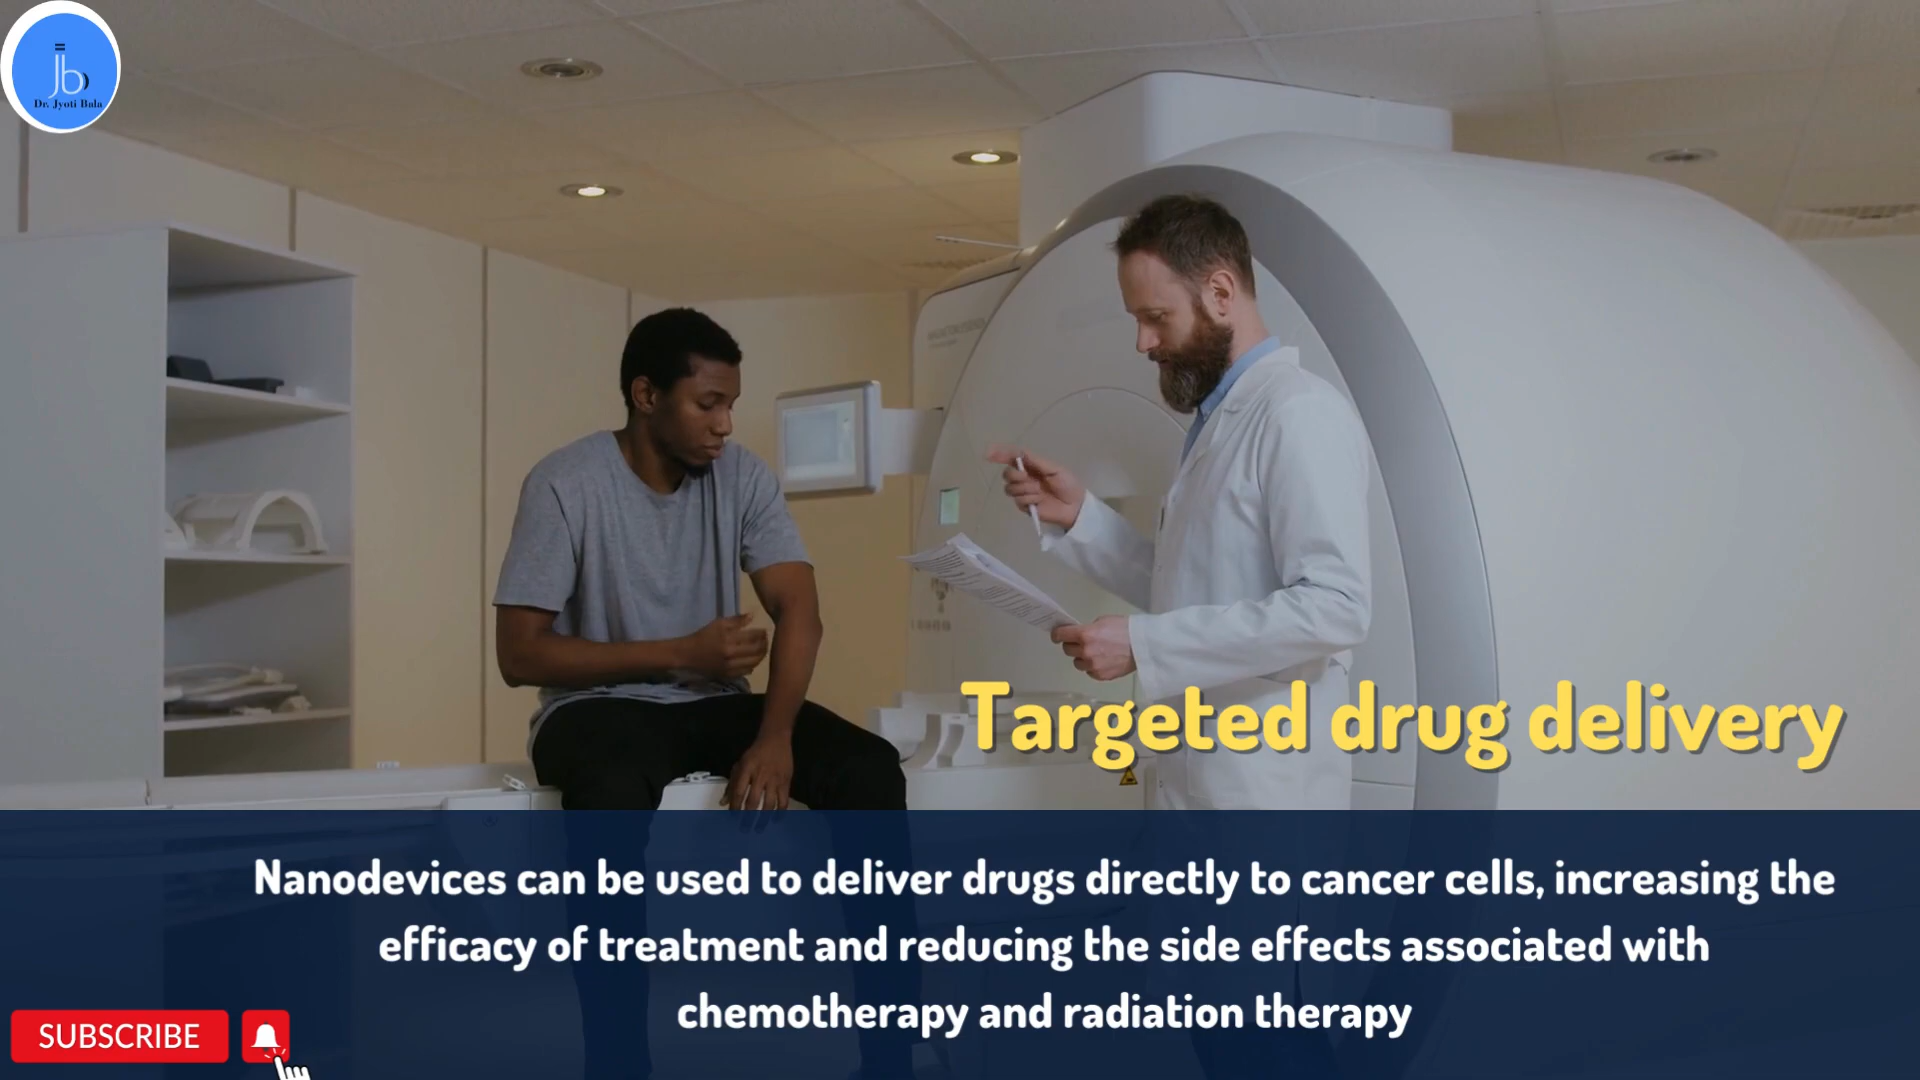 jb
Dr. Jyoti Bala
Targeted drug delivery
Nanodevices can be used to deliver drugs directly to cancer cells, increasing the
efficacy of treatment and reducing the side effects associated with
chemotherapy and radiation therapy
SUBSCRIBE